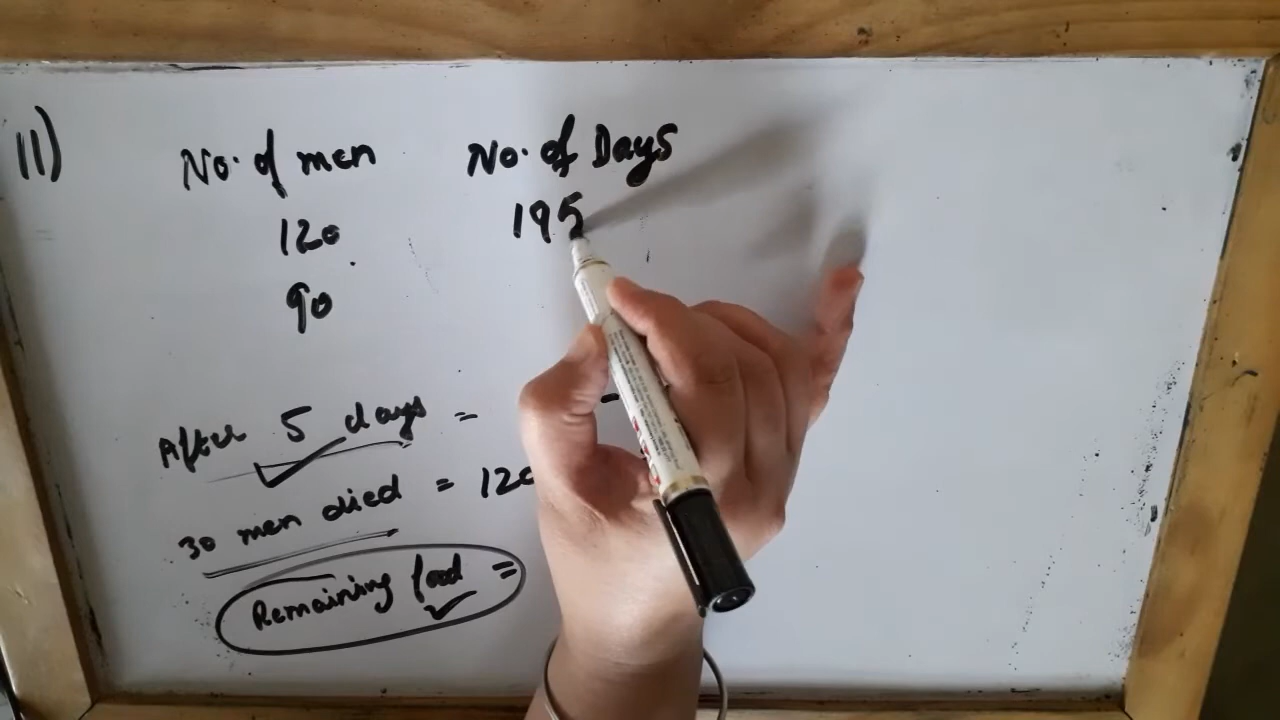 11)
No. of men No. of Days
120 195
90
After 5 days =
30 men died = 120
Remaining food =